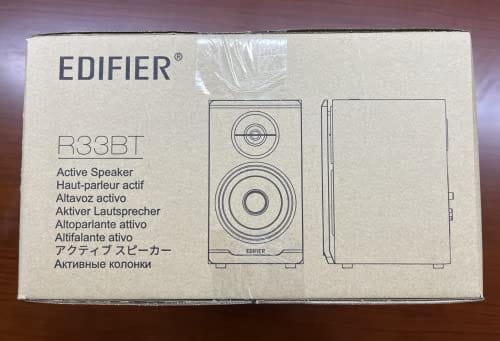 EDIFIER®
R33BT
Active Speaker
Haut-parleur actif
Altavoz activo
Aktiver Lautsprecher
Altoparlante attivo
Altifalante ativo
アクティブ スピーカー
Активные колонки
EDIFIER